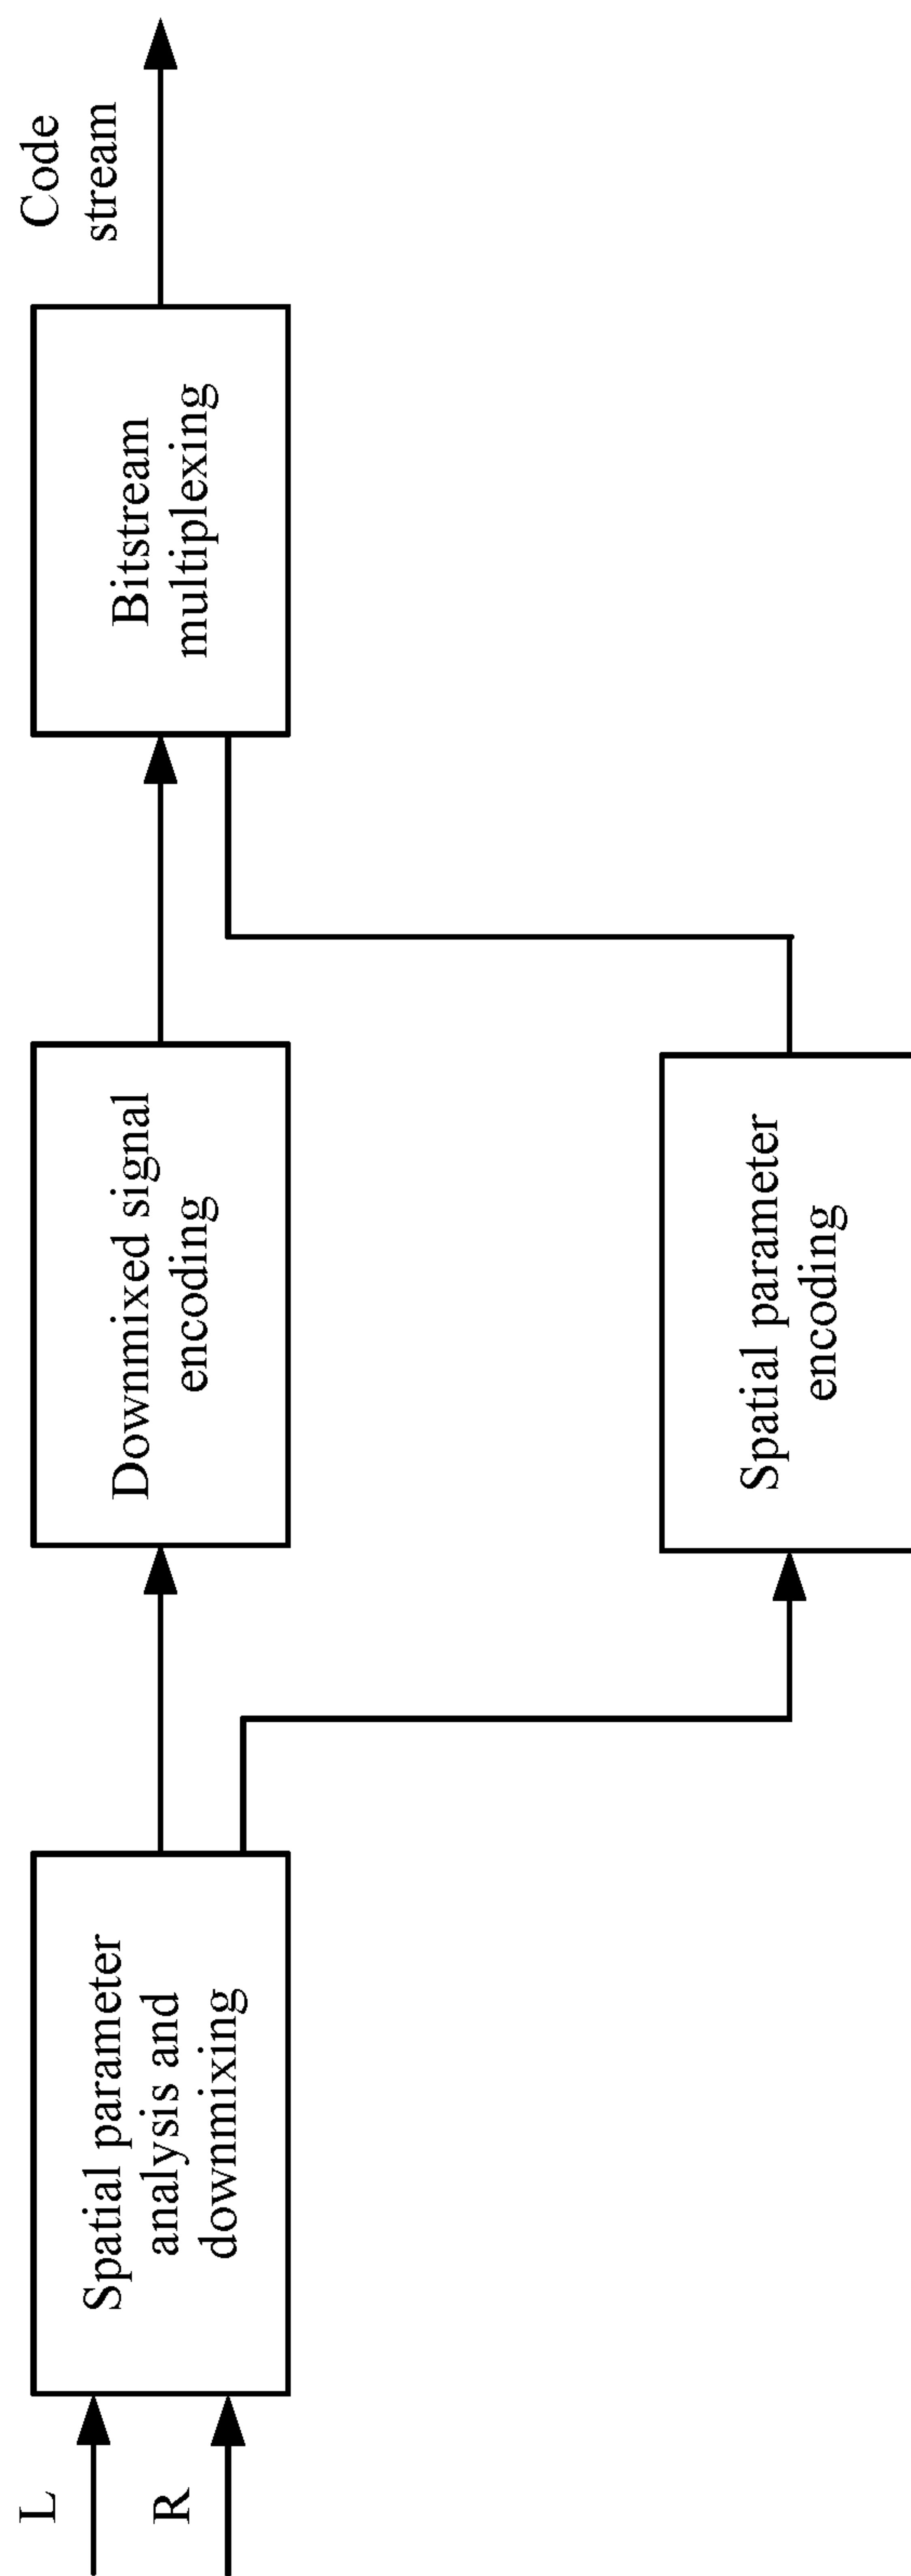 L
R
Spatial parameter
analysis and
downmixing
Downmixed signal
encoding
Spatial parameter
encoding
Bitstream
multiplexing
Code
stream